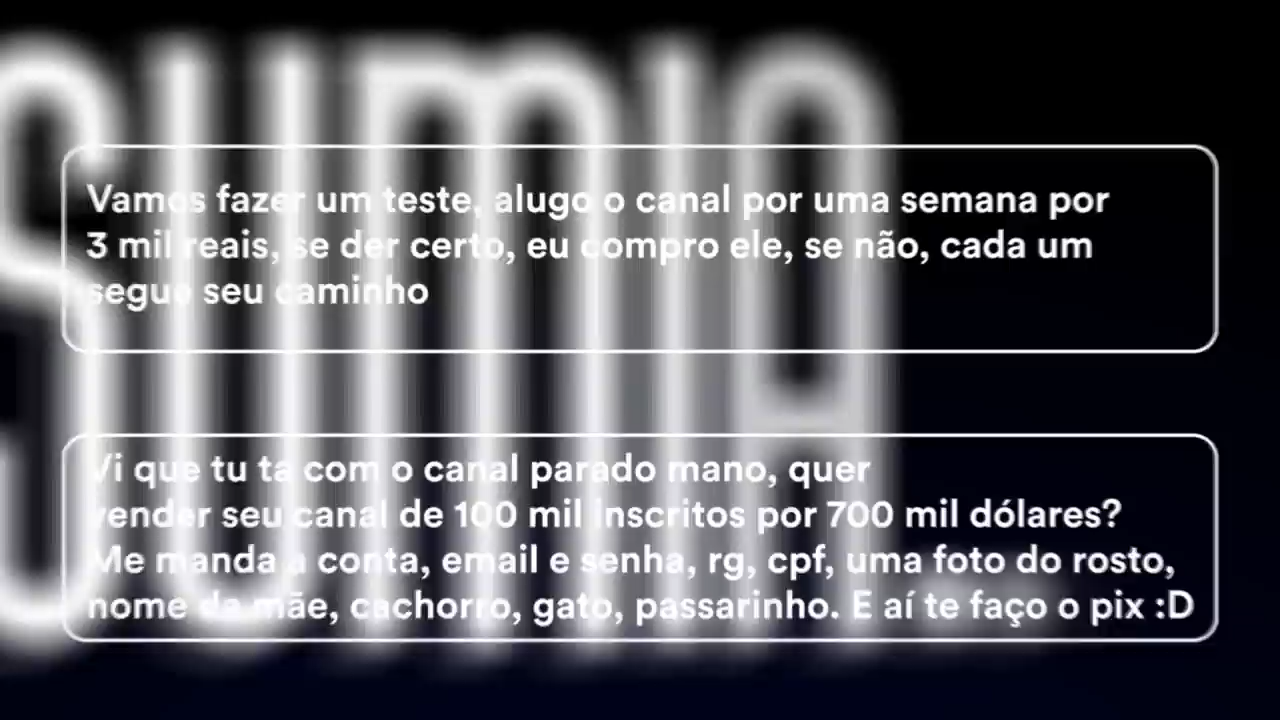 SUMIR
Vamos fazer um teste, alugo o canal por uma semana por
3 mil reais, se der certo, eu compro ele, se não, cada um
segue seu caminho
Vi que tu ta com o canal parado mano, quer
vender seu canal de 100 mil inscritos por 700 mil dólares?
Me manda a conta, email e senha, rg, cpf, uma foto do rosto,
nome da mãe, cachorro, gato, passarinho. E aí te faço o pix :D